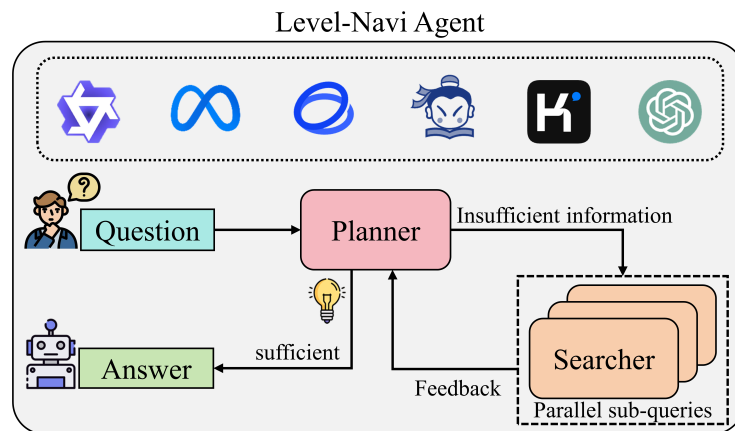 Level-Navi Agent
?
Question
Planner
Insufficient information
sufficient
Answer
Feedback
Searcher
Parallel sub-queries